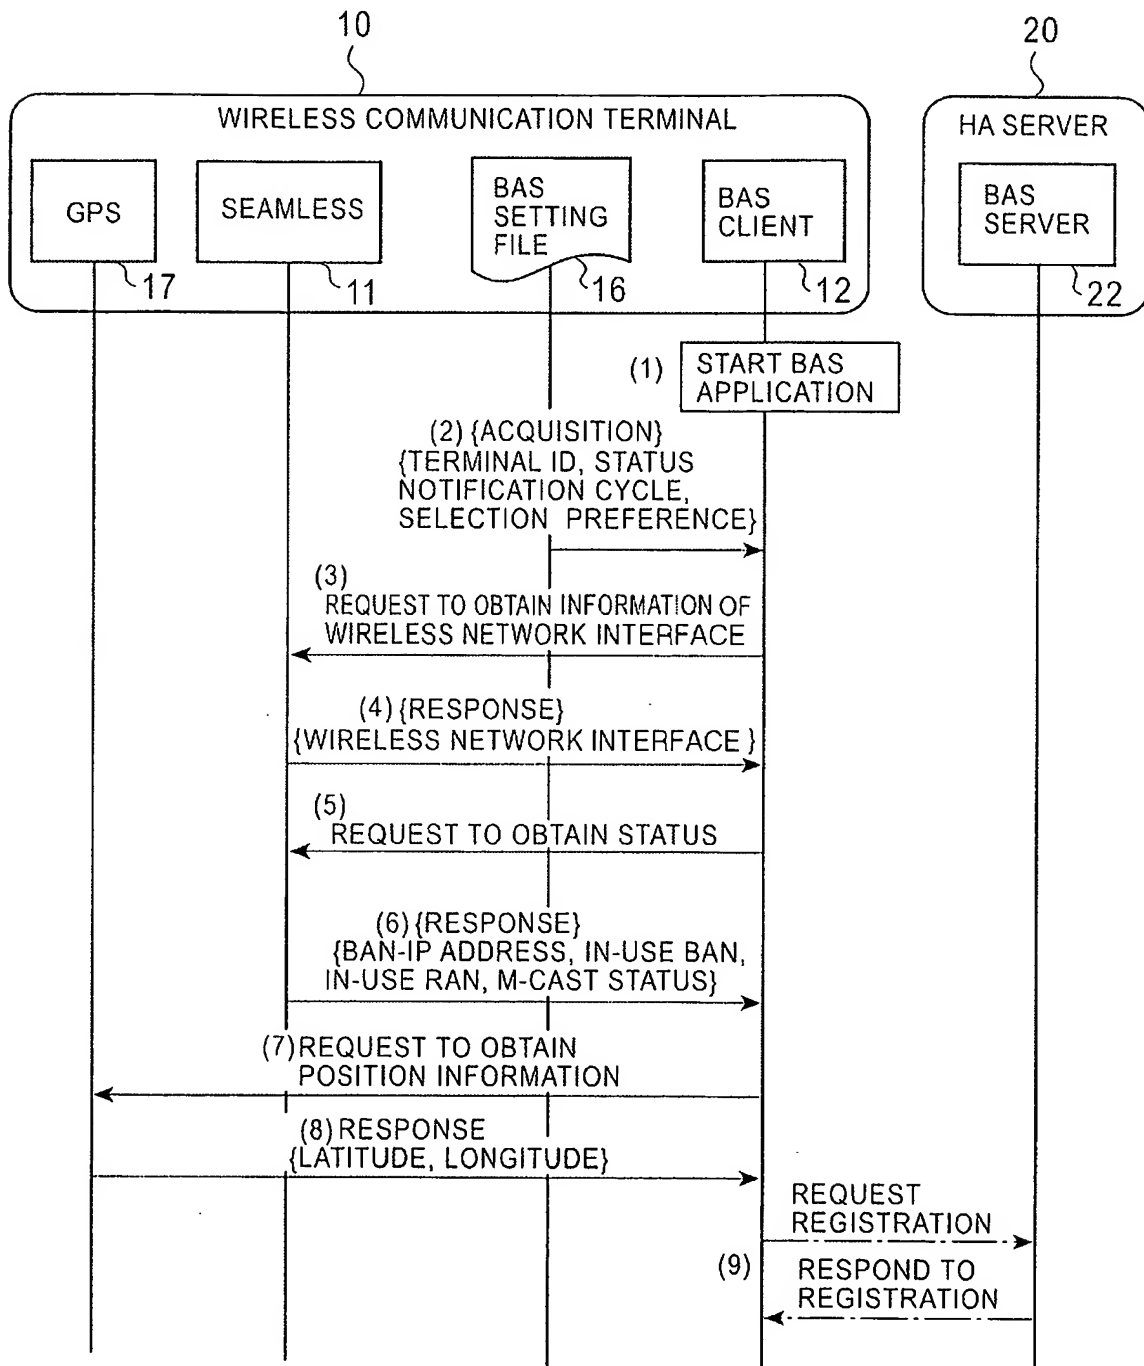 10
20
WIRELESS COMMUNICATION TERMINAL
HA SERVER
GPS
SEAMLESS
BAS
SETTING
FILE
BAS
CLIENT
BAS
SERVER
17
11
16
12
22
(1)
START BAS
APPLICATION
(2) {ACQUISITION}
{TERMINAL ID, STATUS
NOTIFICATION CYCLE,
SELECTION PREFERENCE}
(3)
REQUEST TO OBTAIN INFORMATION OF
WIRELESS NETWORK INTERFACE
(4) {RESPONSE}
{WIRELESS NETWORK INTERFACE}
(5)
REQUEST TO OBTAIN STATUS
(6) {RESPONSE}
{BAN-IP ADDRESS, IN-USE BAN,
IN-USE RAN, M-CAST STATUS}
(7) REQUEST TO OBTAIN
POSITION INFORMATION
(8) RESPONSE
{LATITUDE, LONGITUDE}
REQUEST
REGISTRATION
(9)
RESPOND TO
REGISTRATION